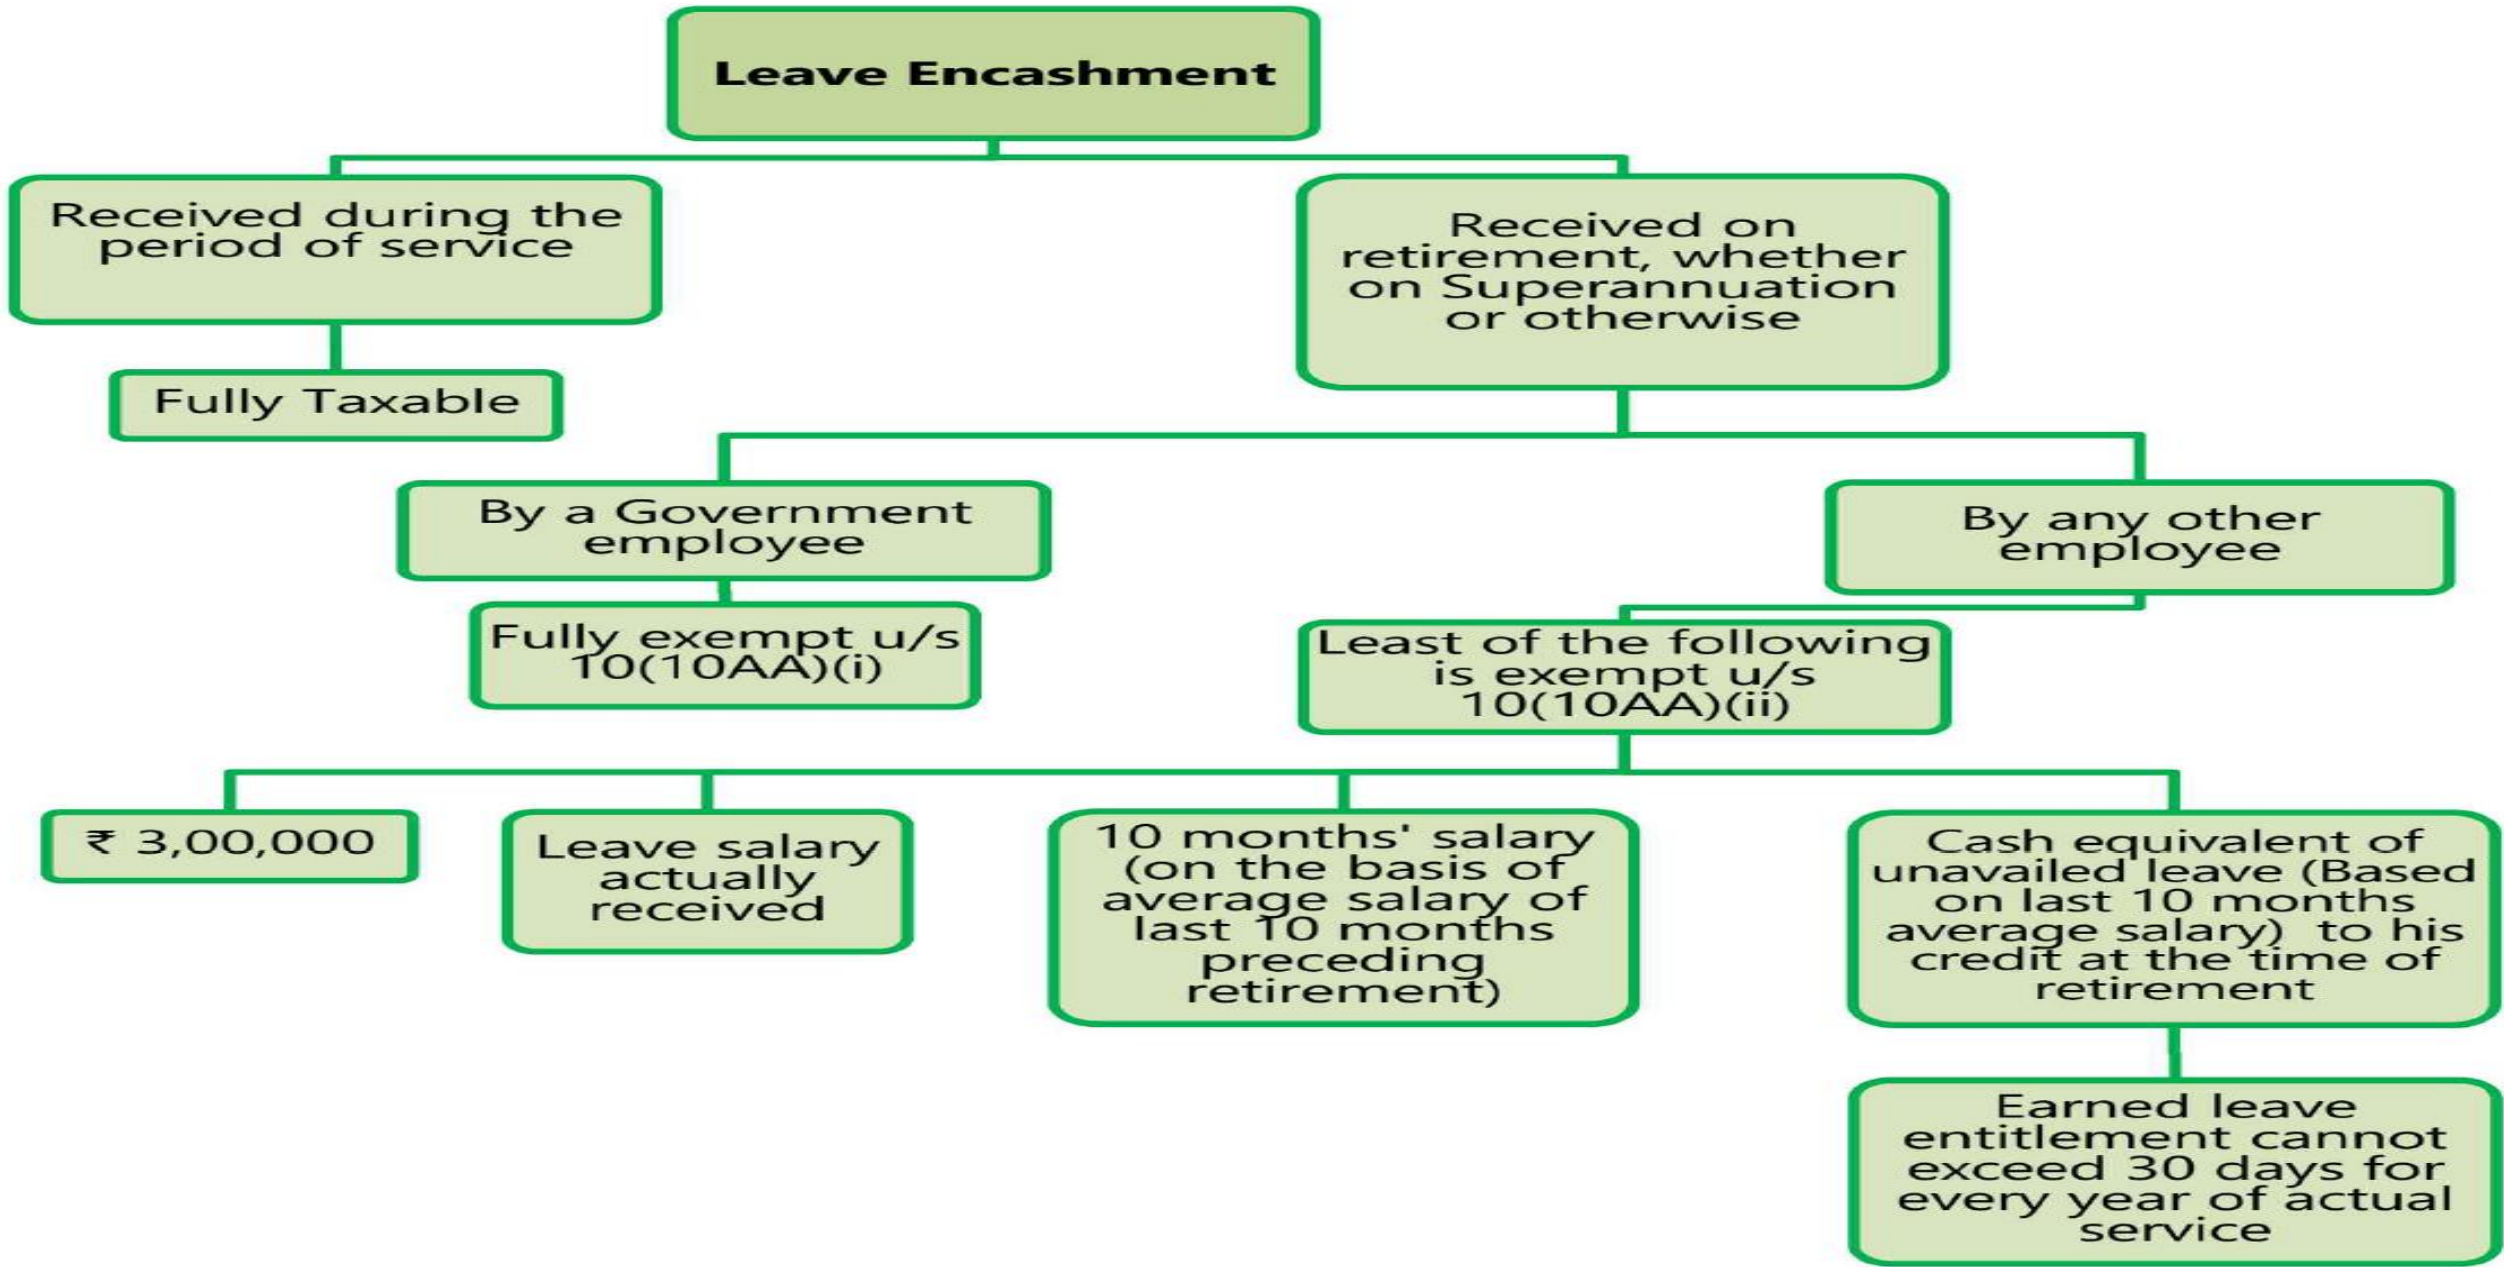 Leave Encashment
Received during the
period of service
Received on
retirement, whether
on Superannuation
or otherwise
Fully Taxable
By a Government
employee
By any other
employee
Fully exempt u/s
10(10AA)(i)
Least of the following
is exempt u/s
10(10AA)(ii)
₹ 3,00,000
Leave salary
actually
received
10 months' salary
(on the basis of
average salary of
last 10 months
preceding
retirement)
Cash equivalent of
unavailed leave (Based
on last 10 months
average salary) to his
credit at the time of
retirement
Earned leave
entitlement cannot
exceed 30 days for
every year of actual
service